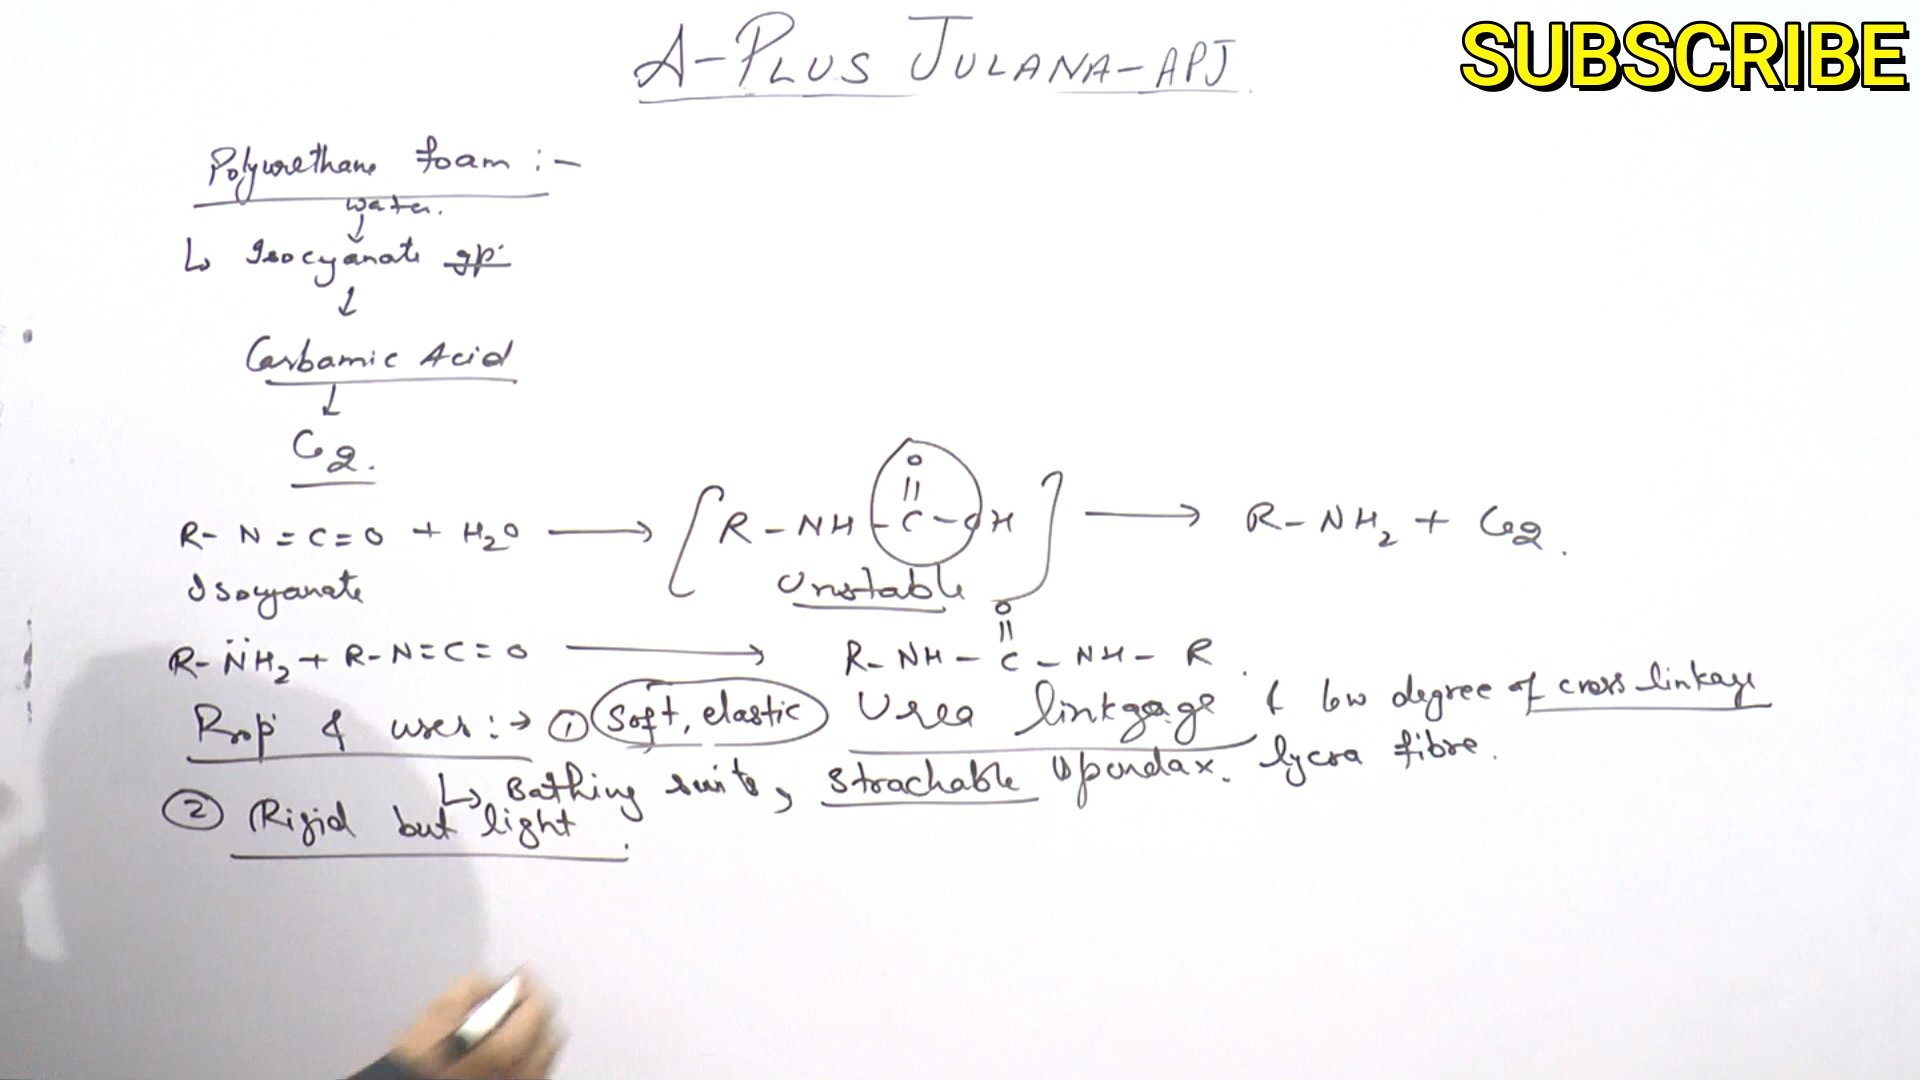 A-PLUS JULANA-APJ
SUBSCRIBE
Polyurethane foam :-
water.
↓
↳ Isocyanate gp.
↓
Carbamic Acid
↓
CO2.
O
||
R-N=C=O + H2O ⟶ [R-NH-C-OH] ⟶ R-NH2 + CO2.
Isocyanate
Unstable
O
||
R-NH2 + R-N=C=O ⟶ R-NH-C-NH-R.
Prop & uses :→ ① Soft, elastic Urea linkgage & low degree of cross linkage
↳ Bathing suits, strachable spendax. lycra fibre.
② Rigid but light.